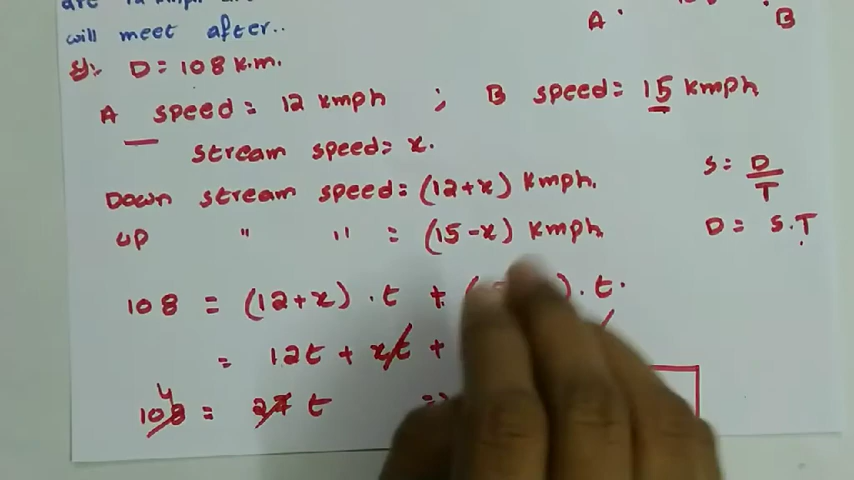 will meet after..
A . . B
D = 108 K.m.
A speed = 12 kmph ; B speed = 15 kmph
stream speed = x.
Down stream speed = (12+x) kmph.
S = D/T
up " " = (15-x) kmph
D = S.T
108 = (12+x) . t + ( ) . t.
= 12t + xt +
4
108 = 27 t